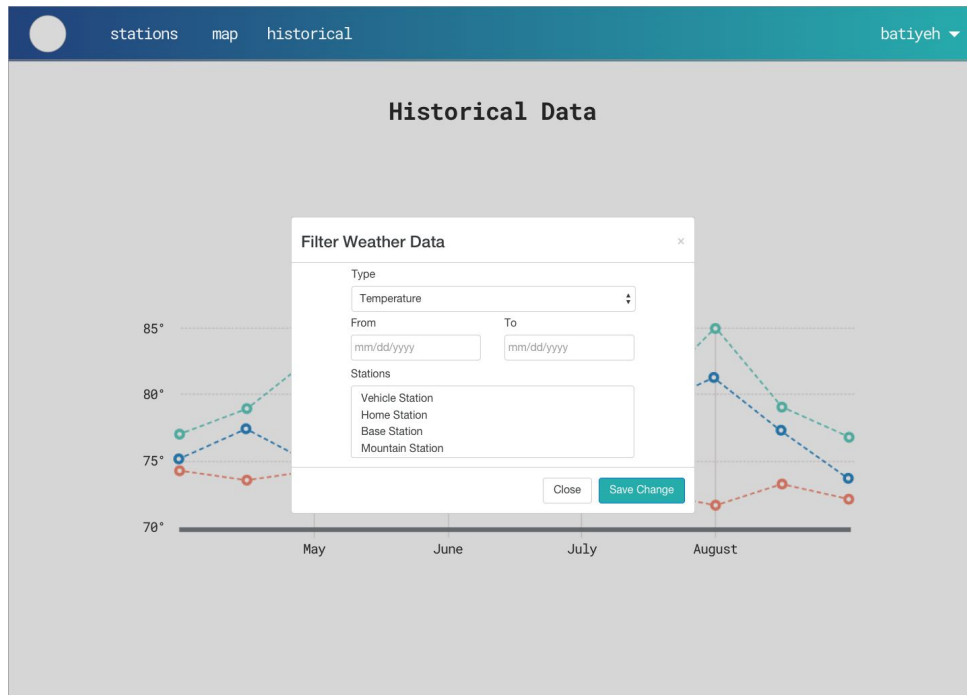 stations map historical batiyeh
Historical Data
Filter Weather Data ×
Type
Temperature
From To
mm/dd/yyyy mm/dd/yyyy
Stations
Vehicle Station
Home Station
Base Station
Mountain Station
Close Save Change
85°
80°
75°
70°
May June July August